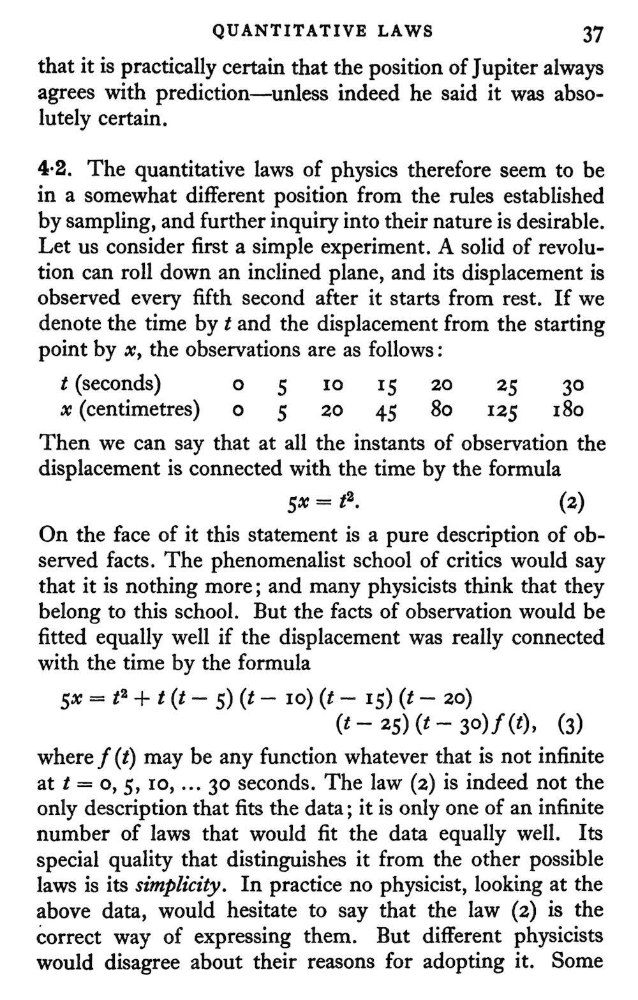 QUANTITATIVE LAWS 37
that it is practically certain that the position of Jupiter always
agrees with prediction—unless indeed he said it was abso-
lutely certain.
4·2. The quantitative laws of physics therefore seem to be
in a somewhat different position from the rules established
by sampling, and further inquiry into their nature is desirable.
Let us consider first a simple experiment. A solid of revolu-
tion can roll down an inclined plane, and its displacement is
observed every fifth second after it starts from rest. If we
denote the time by t and the displacement from the starting
point by x, the observations are as follows:
t (seconds) 0 5 10 15 20 25 30
x (centimetres) 0 5 20 45 80 125 180
Then we can say that at all the instants of observation the
displacement is connected with the time by the formula
5x = t². (2)
On the face of it this statement is a pure description of ob-
served facts. The phenomenalist school of critics would say
that it is nothing more; and many physicists think that they
belong to this school. But the facts of observation would be
fitted equally well if the displacement was really connected
with the time by the formula
5x = t² + t (t − 5) (t − 10) (t − 15) (t − 20)
(t − 25) (t − 30) f (t), (3)
where f (t) may be any function whatever that is not infinite
at t = 0, 5, 10, ... 30 seconds. The law (2) is indeed not the
only description that fits the data; it is only one of an infinite
number of laws that would fit the data equally well. Its
special quality that distinguishes it from the other possible
laws is its simplicity. In practice no physicist, looking at the
above data, would hesitate to say that the law (2) is the
correct way of expressing them. But different physicists
would disagree about their reasons for adopting it. Some